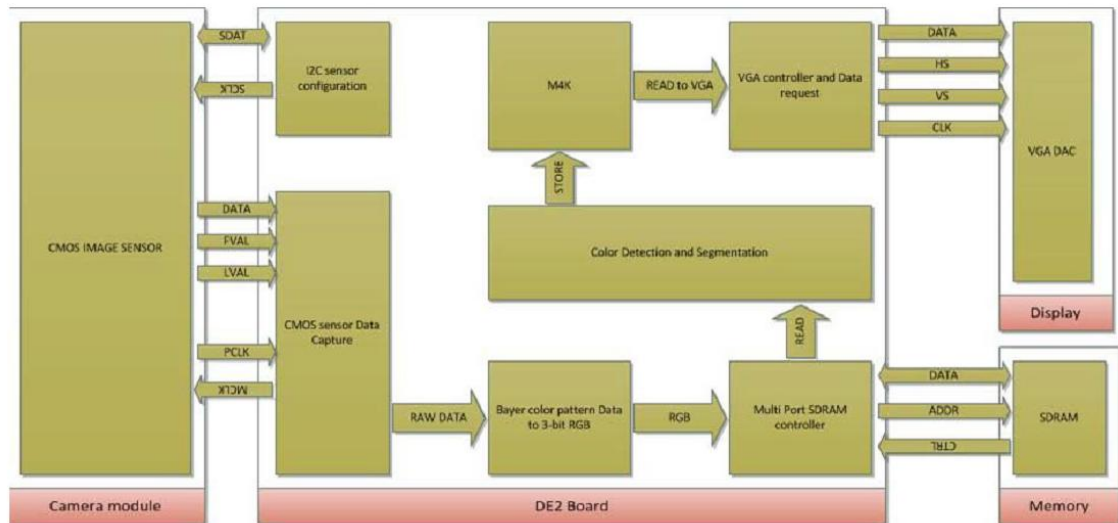 SDAT
SCLK
I2C sensor
configuration
M4K
READ to VGA
VGA controller and Data
request
DATA
HS
VS
CLK
VGA DAC
STORE
CMOS IMAGE SENSOR
DATA
FVAL
LVAL
PCLK
MCLK
CMOS sensor Data
Capture
Color Detection and Segmentation
READ
Display
RAW DATA
Bayer color pattern Data
to 3-bit RGB
RGB
Multi Port SDRAM
controller
DATA
ADDR
CTRL
SDRAM
Camera module
DE2 Board
Memory